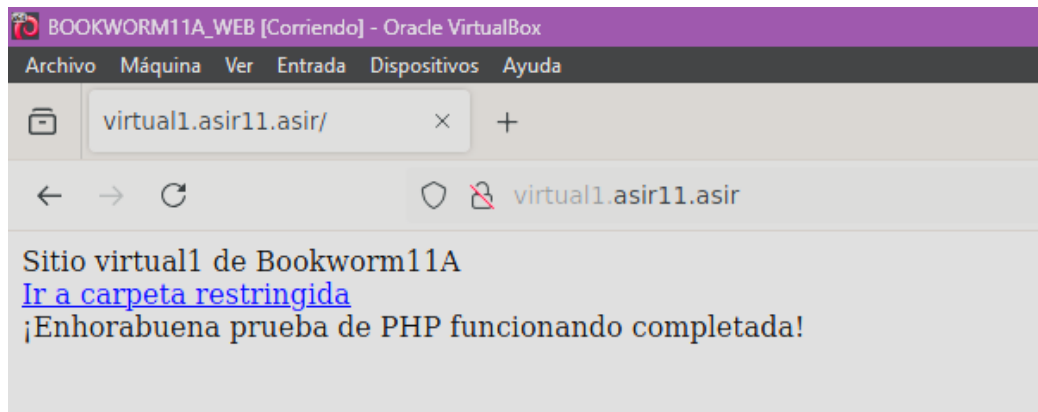 BOOKWORM11A_WEB [Corriendo] - Oracle VirtualBox
Archivo Máquina Ver Entrada Dispositivos Ayuda
virtual1.asir11.asir/
virtual1.asir11.asir
Sitio virtual1 de Bookworm11A
Ir a carpeta restringida
¡Enhorabuena prueba de PHP funcionando completada!